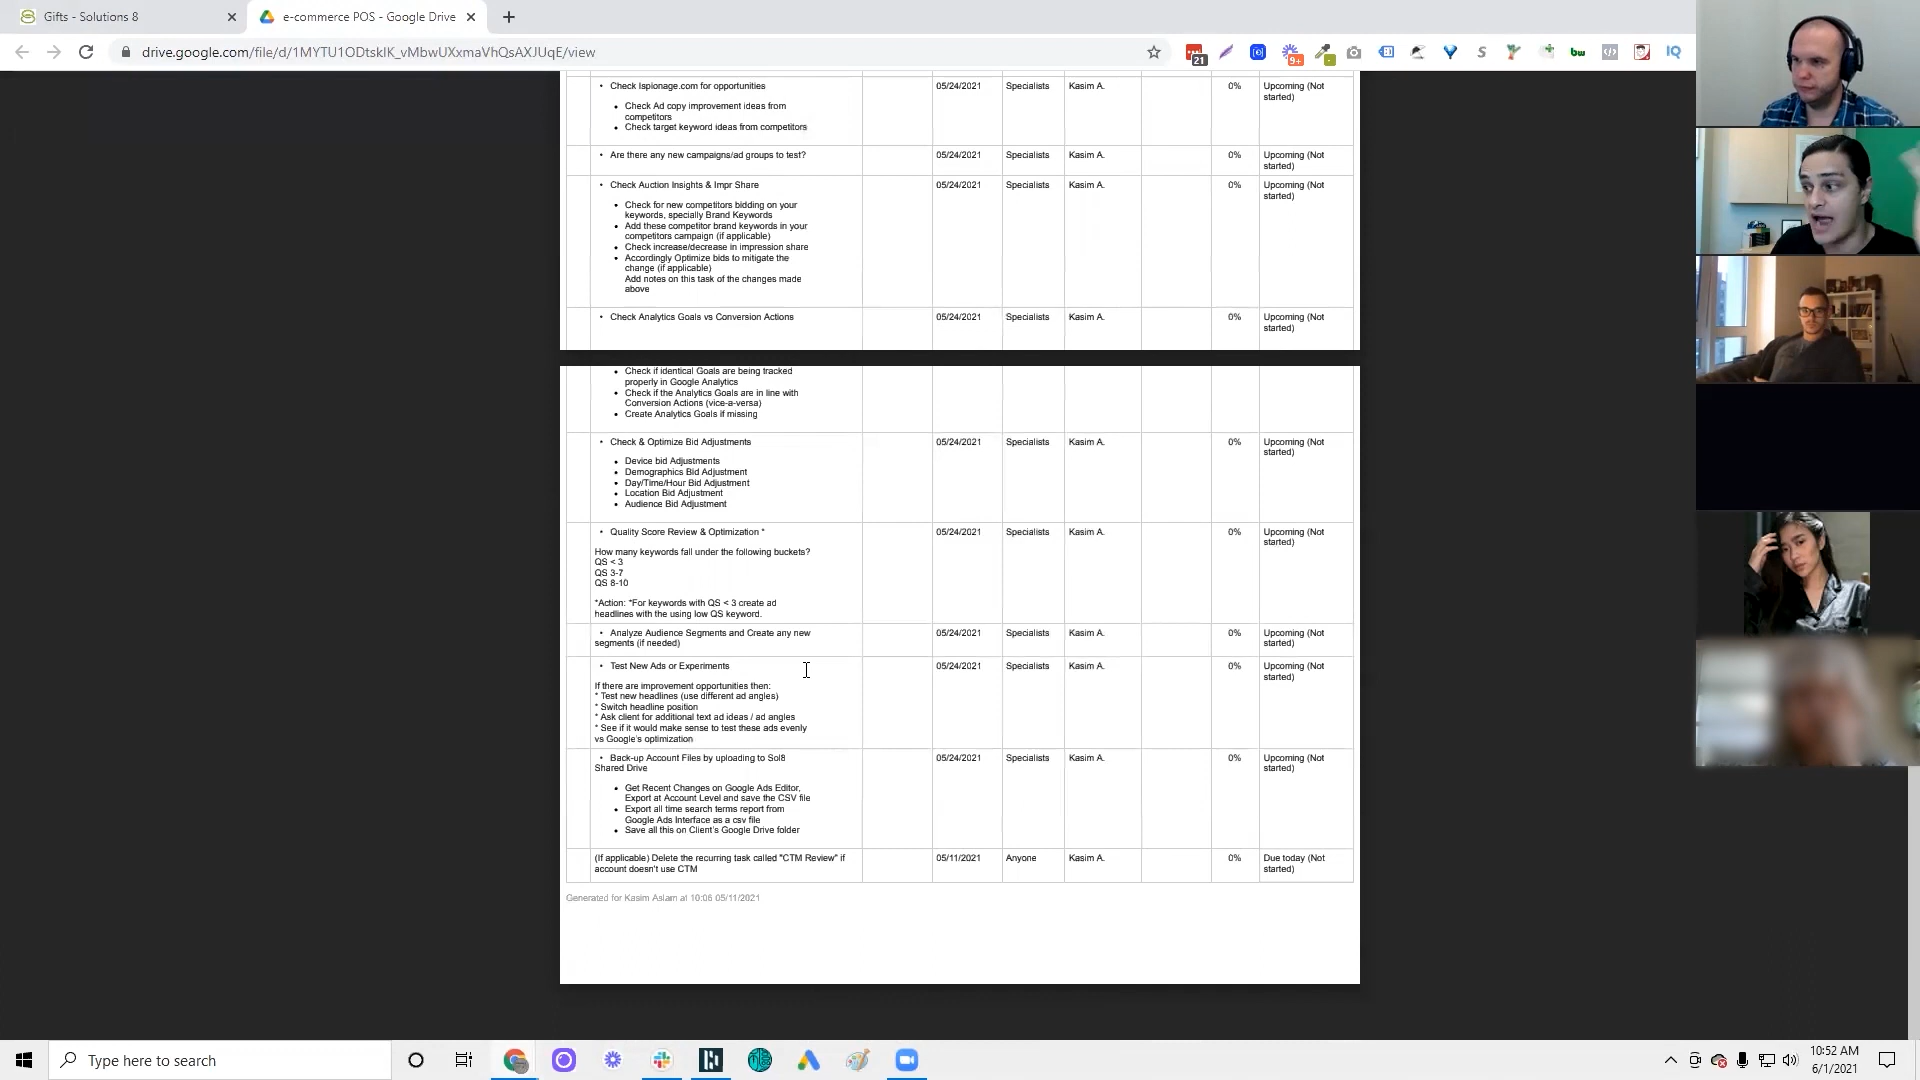 Gifts - Solutions 8
e-commerce POS - Google Drive
drive.google.com/file/d/1MYTU1ODtskIK_vMbwUXxmaVhQsAXJUqE/view
21
9+
bw
IQ
• Check Ispionage.com for opportunities 05/24/2021 Specialists Kasim A. 0% Upcoming (Not
started)
• Check Ad copy improvement ideas from
competitors
• Check target keyword ideas from competitors
• Are there any new campaigns/ad groups to test? 05/24/2021 Specialists Kasim A. 0% Upcoming (Not
started)
• Check Auction Insights & Impr Share 05/24/2021 Specialists Kasim A. 0% Upcoming (Not
started)
• Check for new competitors bidding on your
keywords, specially Brand Keywords
• Add these competitor brand keywords in your
competitors campaign (if applicable)
• Check increase/decrease in impression share
• Accordingly Optimize bids to mitigate the
change (if applicable)
Add notes on this task of the changes made
above
• Check Analytics Goals vs Conversion Actions 05/24/2021 Specialists Kasim A. 0% Upcoming (Not
started)
• Check if identical Goals are being tracked
properly in Google Analytics
• Check if the Analytics Goals are in line with
Conversion Actions (vice-a-versa)
• Create Analytics Goals if missing
• Check & Optimize Bid Adjustments 05/24/2021 Specialists Kasim A. 0% Upcoming (Not
started)
• Device bid Adjustments
• Demographics Bid Adjustment
• Day/Time/Hour Bid Adjustment
• Location Bid Adjustment
• Audience Bid Adjustment
• Quality Score Review & Optimization * 05/24/2021 Specialists Kasim A. 0% Upcoming (Not
started)
How many keywords fall under the following buckets?
QS < 3
QS 3-7
QS 8-10
*Action: *For keywords with QS < 3 create ad
headlines with the using low QS keyword.
• Analyze Audience Segments and Create any new 05/24/2021 Specialists Kasim A. 0% Upcoming (Not
segments (if needed) started)
• Test New Ads or Experiments 05/24/2021 Specialists Kasim A. 0% Upcoming (Not
started)
If there are improvement opportunities then:
* Test new headlines (use different ad angles)
* Switch headline position
* Ask client for additional text ad ideas / ad angles
* See if it would make sense to test these ads evenly
vs Google's optimization
• Back-up Account Files by uploading to Sol8 05/24/2021 Specialists Kasim A. 0% Upcoming (Not
Shared Drive started)
• Get Recent Changes on Google Ads Editor,
Export at Account Level and save the CSV file
• Export all time search terms report from
Google Ads Interface as a csv file
• Save all this on Client's Google Drive folder
(If applicable) Delete the recurring task called "CTM Review" if 05/11/2021 Anyone Kasim A. 0% Due today (Not
account doesn't use CTM started)
Generated for Kasim Aslam at 10:06 05/11/2021
Type here to search
10:52 AM
6/1/2021